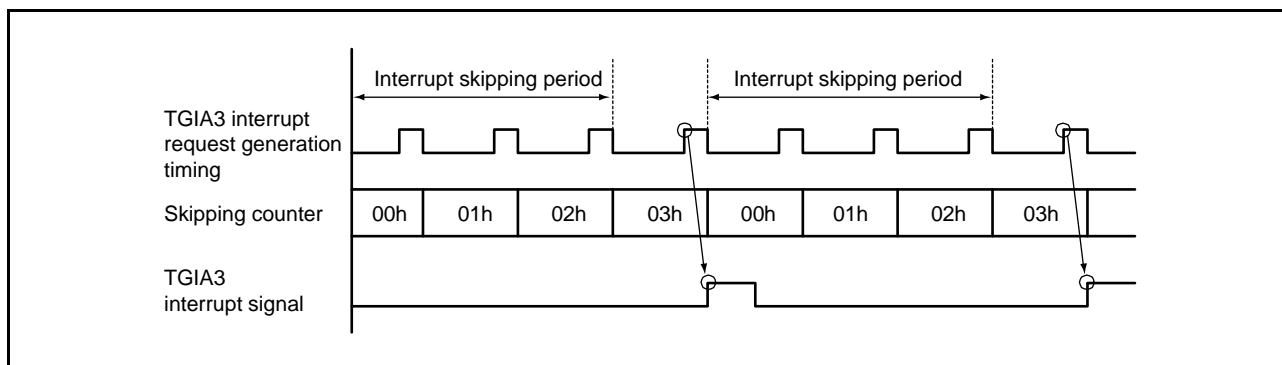 Interrupt skipping period
Interrupt skipping period
TGIA3 interrupt
request generation
timing
Skipping counter
00h 01h 02h 03h 00h 01h 02h 03h
TGIA3
interrupt signal